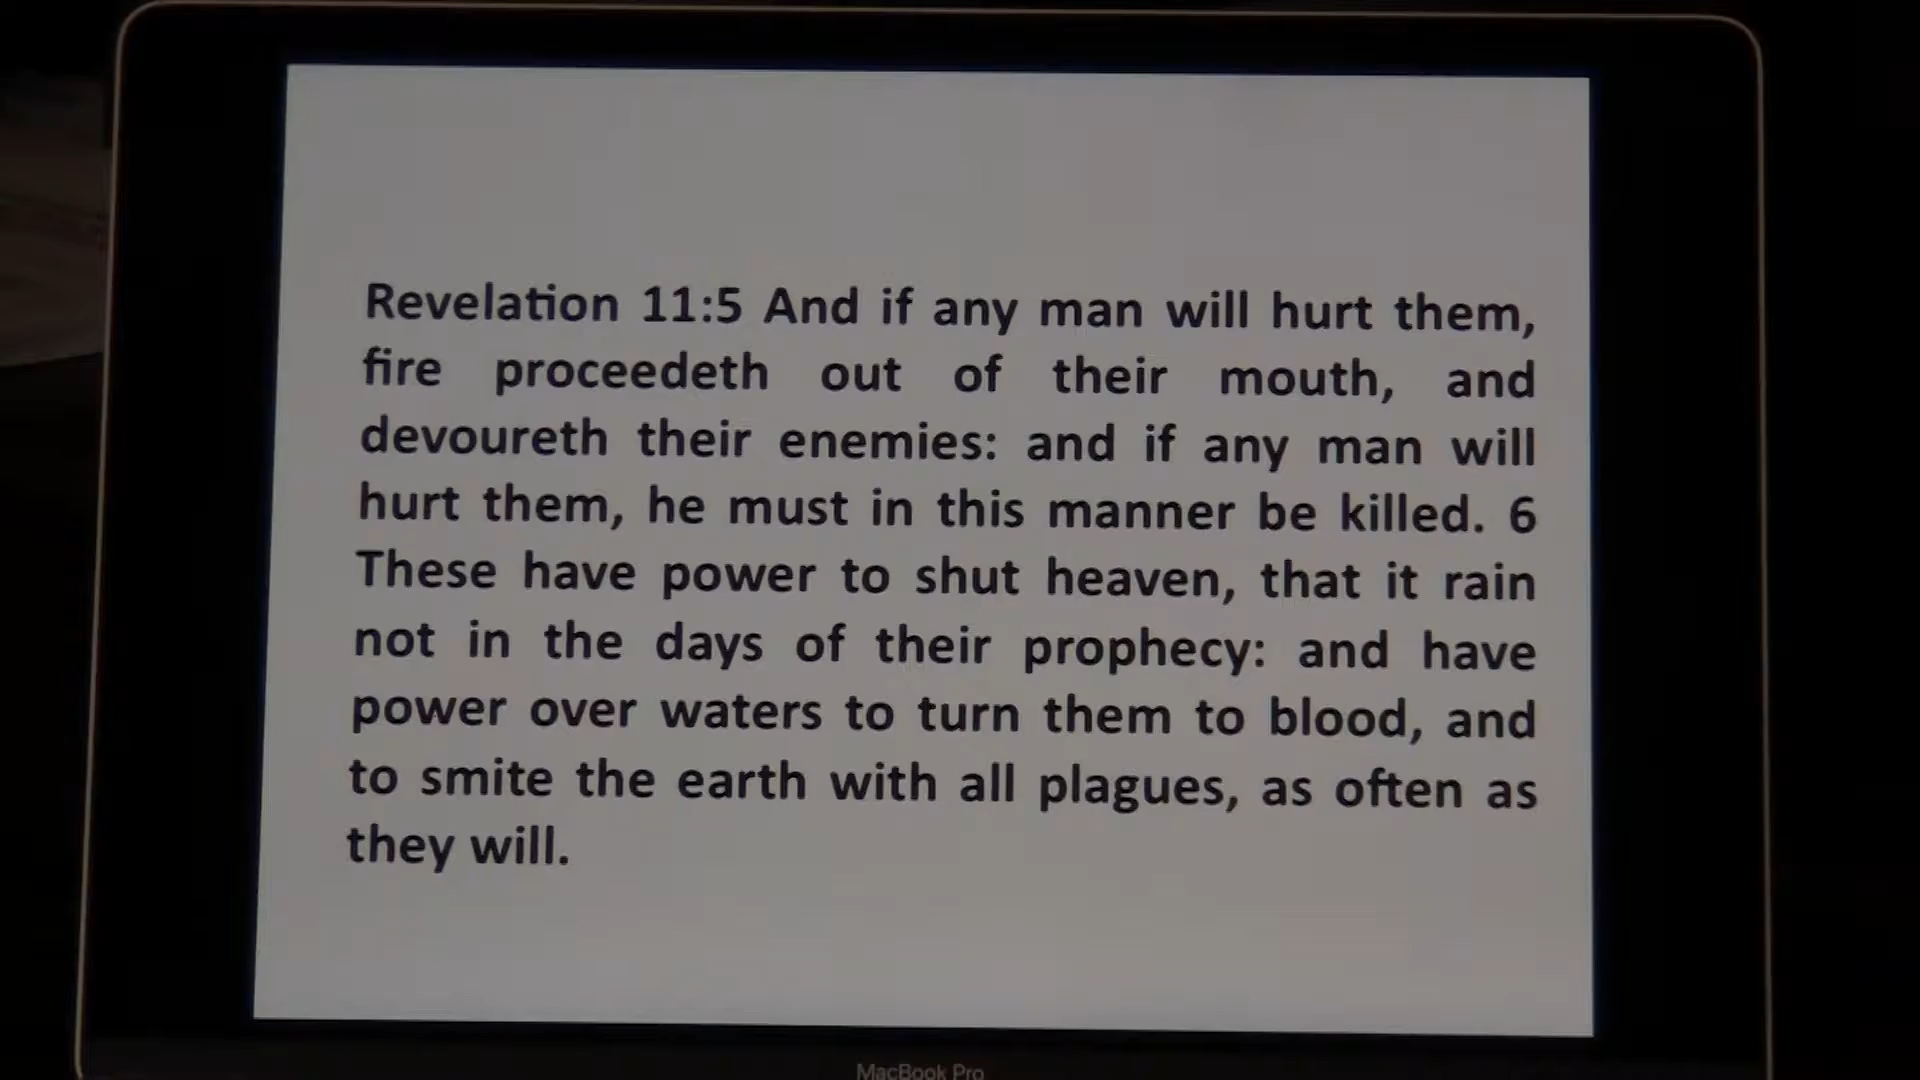 Revelation 11:5 And if any man will hurt them,
fire proceedeth out of their mouth, and
devoureth their enemies: and if any man will
hurt them, he must in this manner be killed. 6
These have power to shut heaven, that it rain
not in the days of their prophecy: and have
power over waters to turn them to blood, and
to smite the earth with all plagues, as often as
they will.
MacBook Pro